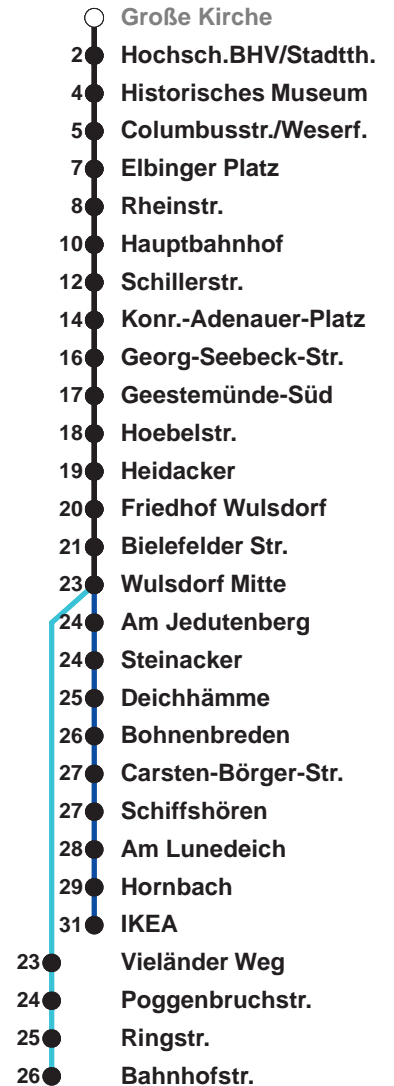 Große Kirche
2 Hochsch.BHV/Stadtth.
4 Historisches Museum
5 Columbusstr./Weserf.
7 Elbinger Platz
8 Rheinstr.
10 Hauptbahnhof
12 Schillerstr.
14 Konr.-Adenauer-Platz
16 Georg-Seebeck-Str.
17 Geestemünde-Süd
18 Hoebelstr.
19 Heidacker
20 Friedhof Wulsdorf
21 Bielefelder Str.
23 Wulsdorf Mitte
24 Am Jedutenberg
24 Steinacker
25 Deichhämme
26 Bohnenbreden
27 Carsten-Börger-Str.
27 Schiffshören
28 Am Lunedeich
29 Hornbach
31 IKEA
23 Vieländer Weg
24 Poggenbruchstr.
25 Ringstr.
26 Bahnhofstr.